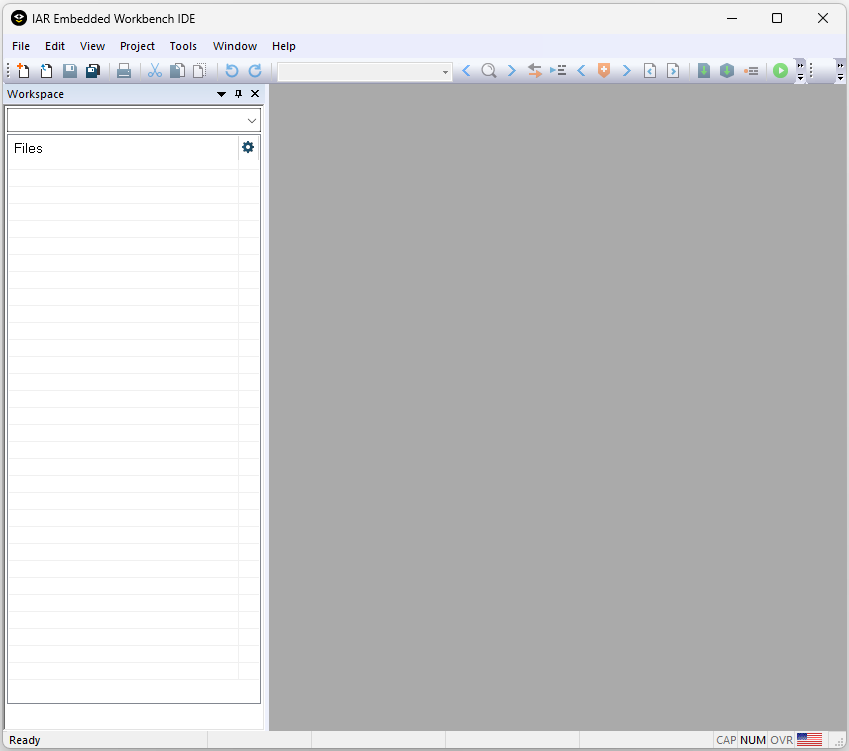 IAR Embedded Workbench IDE
File Edit View Project Tools Window Help
Workspace
Files
Ready CAP NUM OVR